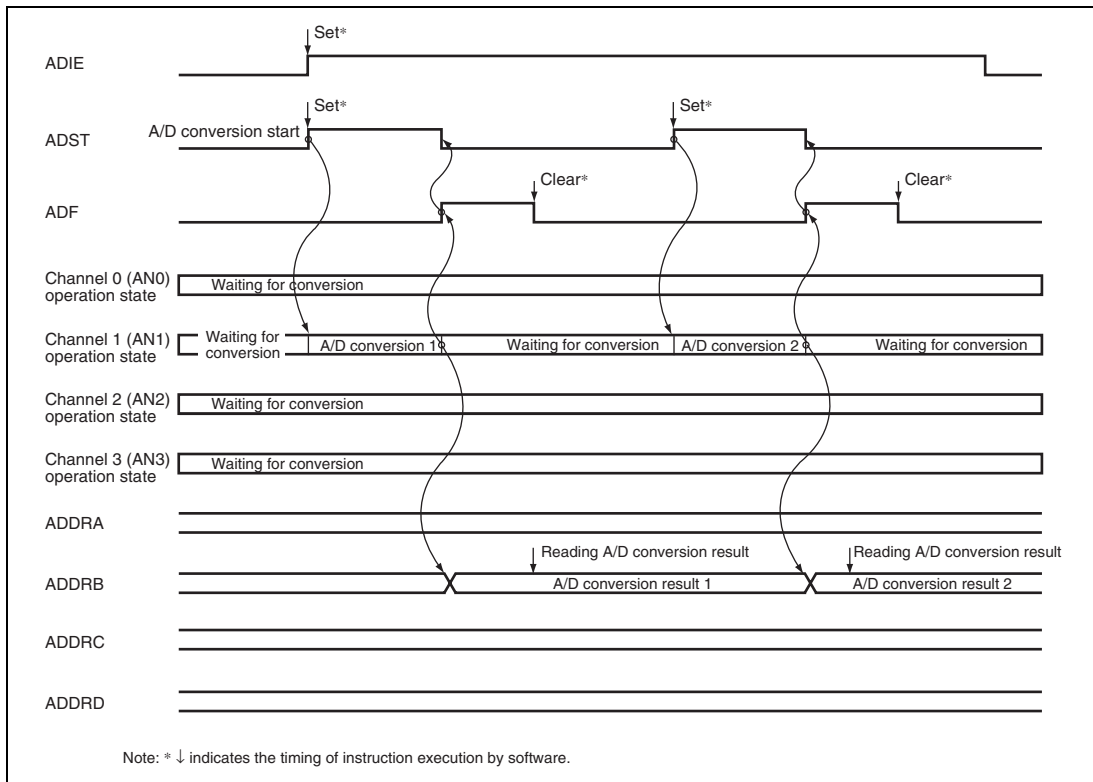 Set*
ADIE
Set*
Set*
A/D conversion start
ADST
Clear*
Clear*
ADF
Channel 0 (AN0)
operation state
Waiting for conversion
Channel 1 (AN1)
operation state
Waiting for
conversion
A/D conversion 1
Waiting for conversion
A/D conversion 2
Waiting for conversion
Channel 2 (AN2)
operation state
Waiting for conversion
Channel 3 (AN3)
operation state
Waiting for conversion
ADDRA
Reading A/D conversion result
Reading A/D conversion result
ADDRB
A/D conversion result 1
A/D conversion result 2
ADDRC
ADDRD
Note: * ↓ indicates the timing of instruction execution by software.